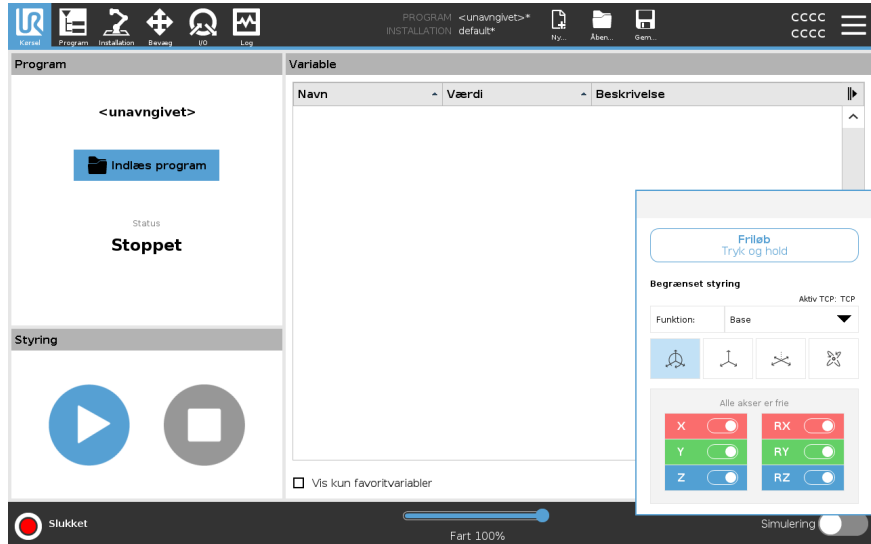 UR
Kørsel
Program
Installation
Bevæg
I/O
Log
PROGRAM <unavngivet>*
INSTALLATION default*
Ny...
Åben...
Gem...
CCCC
CCCC
Program
<unavngivet>
Indlæs program
Status
Stoppet
Styring
Variable
Navn
Værdi
Beskrivelse
Vis kun favoritvariabler
Friløb
Tryk og hold
Begrænset styring
Aktiv TCP: TCP
Funktion: Base
Alle akser er frie
X RX
Y RY
Z RZ
Slukket
Fart 100%
Simulering